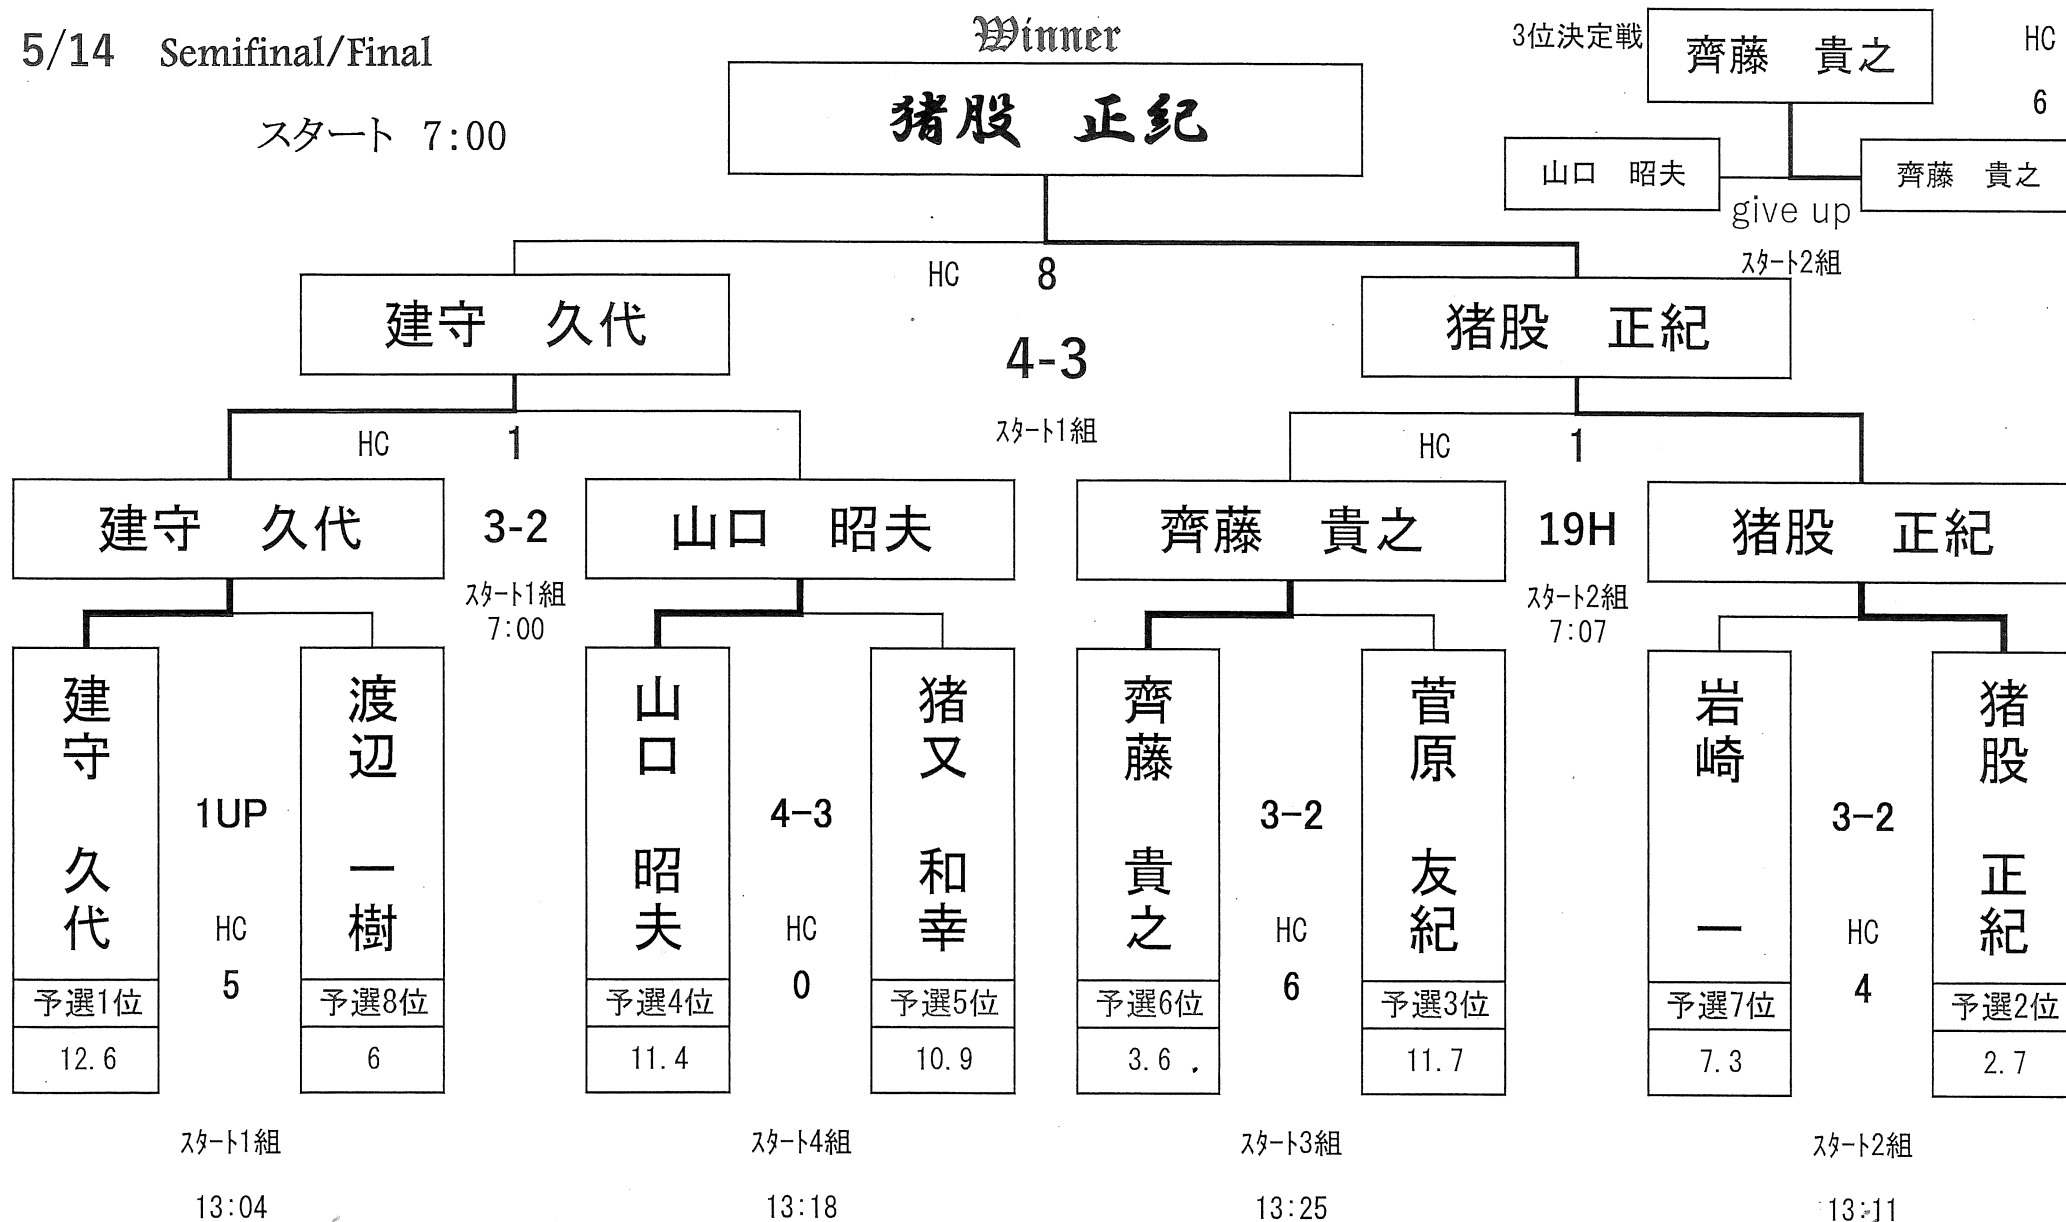 5/14 Semifinal/Final
スタート 7:00
Winner
猪股 正紀
3位決定戦
齊藤 貴之
HC
6
山口 昭夫
齊藤 貴之
give up
スタート2組
HC 8
建守 久代
4-3
猪股 正紀
スタート1組
HC 1
HC 1
建守 久代
3-2
山口 昭夫
齊藤 貴之
19H
猪股 正紀
スタート1組
7:00
スタート2組
7:07
建守 久代
1UP
HC
5
渡辺 一樹
山口 昭夫
4-3
HC
0
猪又 和幸
齊藤 貴之
3-2
HC
6
菅原 友紀
岩崎 一
3-2
HC
4
猪股 正紀
予選1位
予選8位
予選4位
予選5位
予選6位
予選3位
予選7位
予選2位
12.6
6
11.4
10.9
3.6
11.7
7.3
2.7
スタート1組
スタート4組
スタート3組
スタート2組
13:04
13:18
13:25
13:11